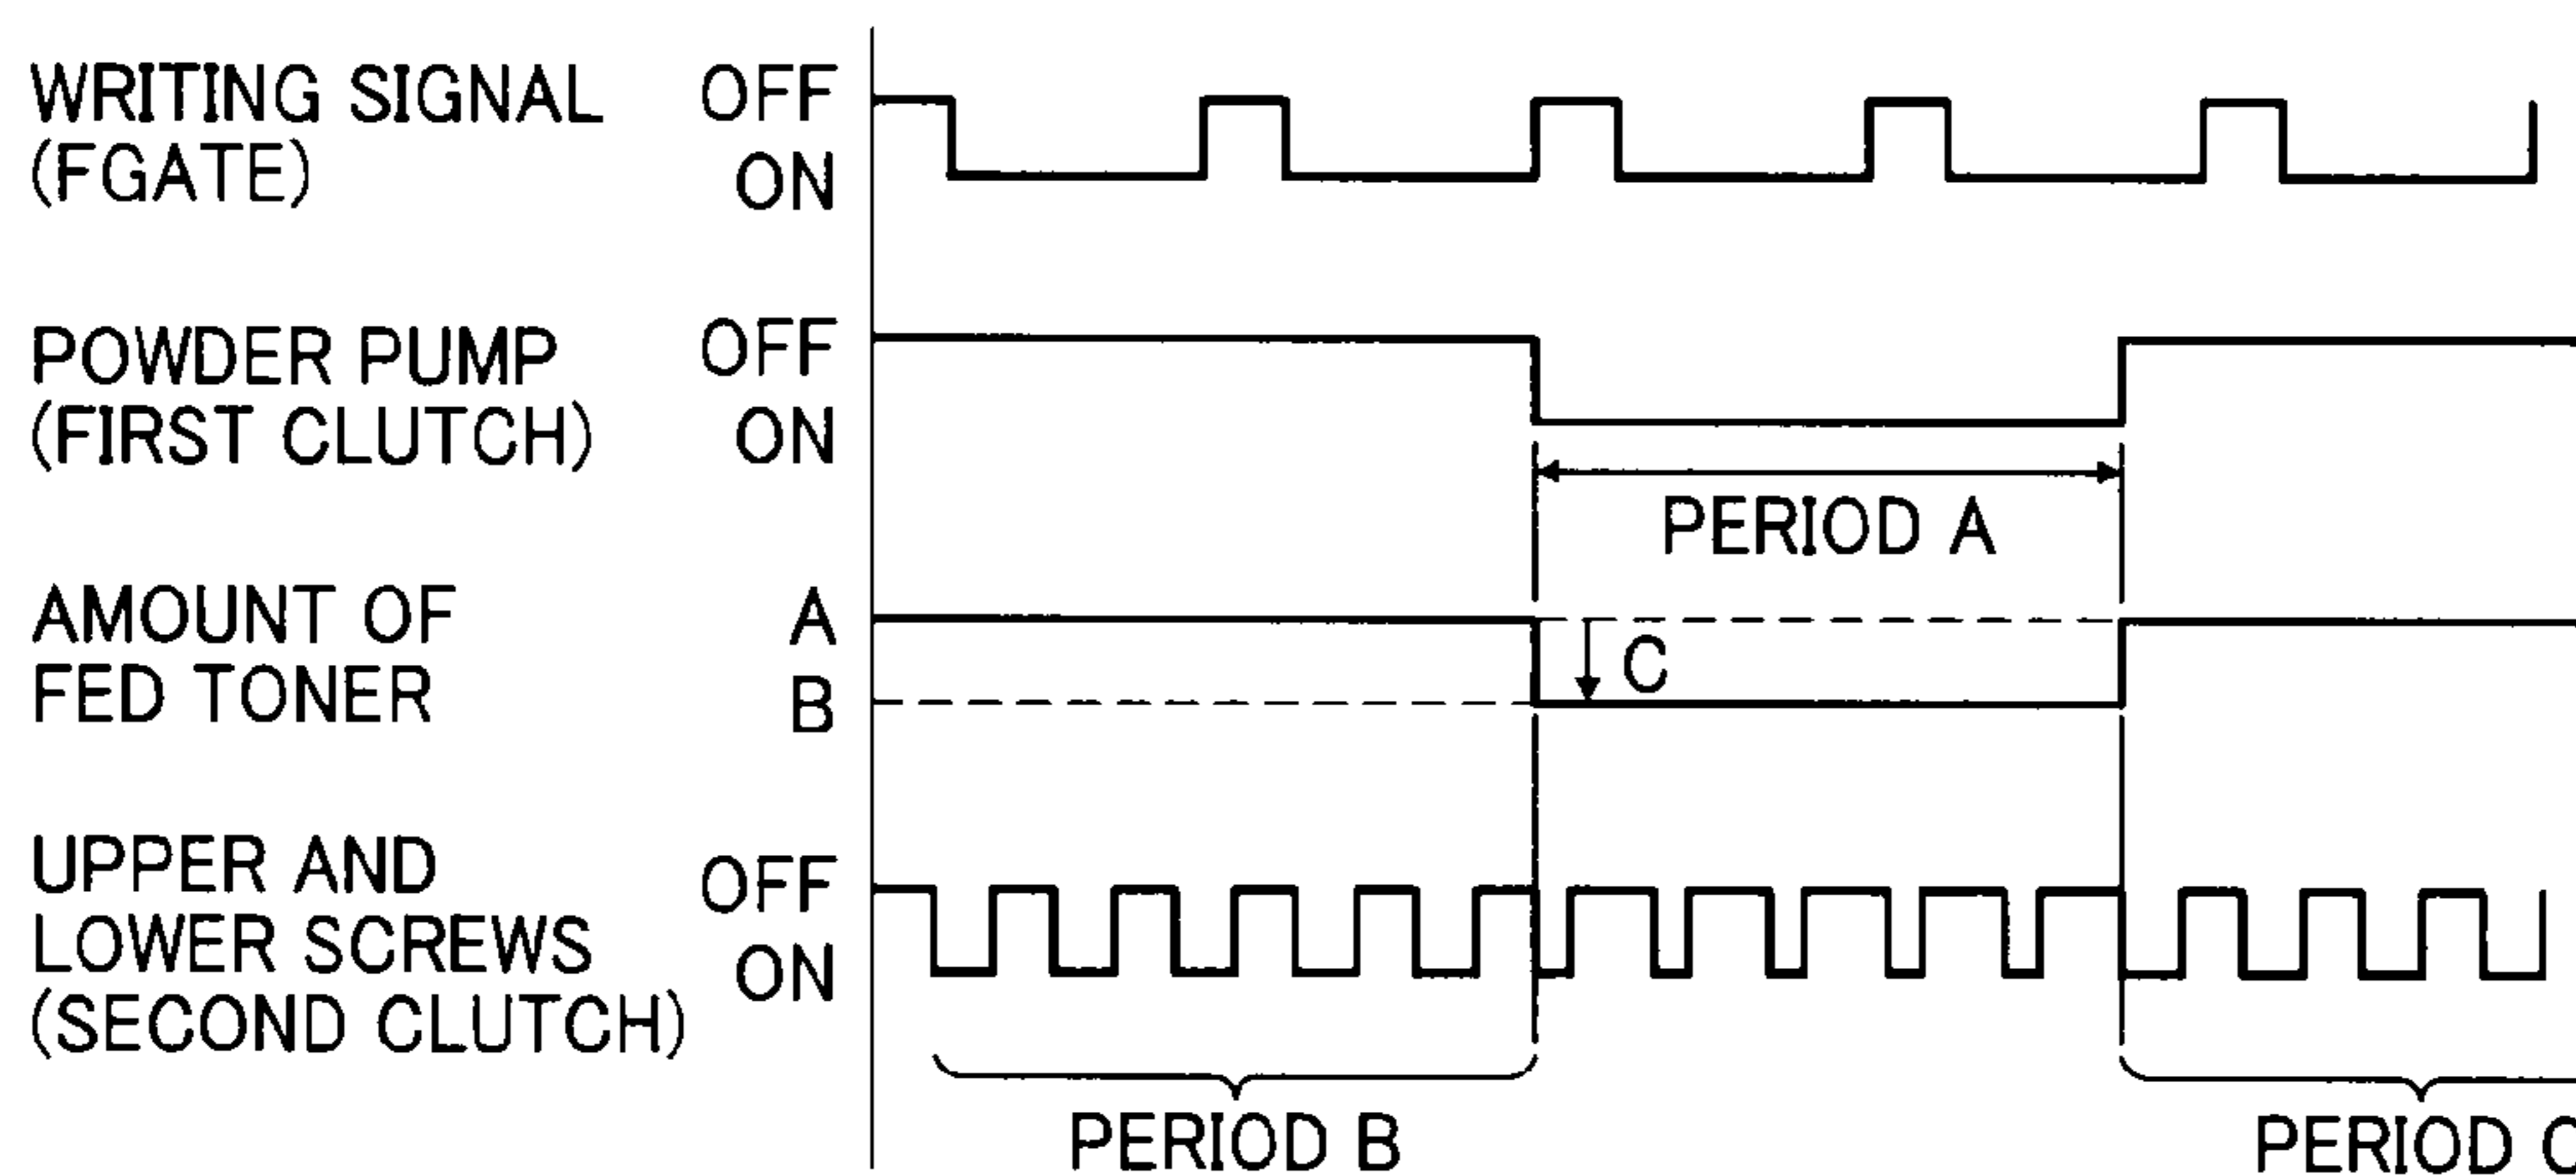 WRITING SIGNAL OFF
(FGATE) ON
POWDER PUMP OFF
(FIRST CLUTCH) ON
PERIOD A
AMOUNT OF A
FED TONER B
C
UPPER AND OFF
LOWER SCREWS ON
(SECOND CLUTCH)
PERIOD B
PERIOD C